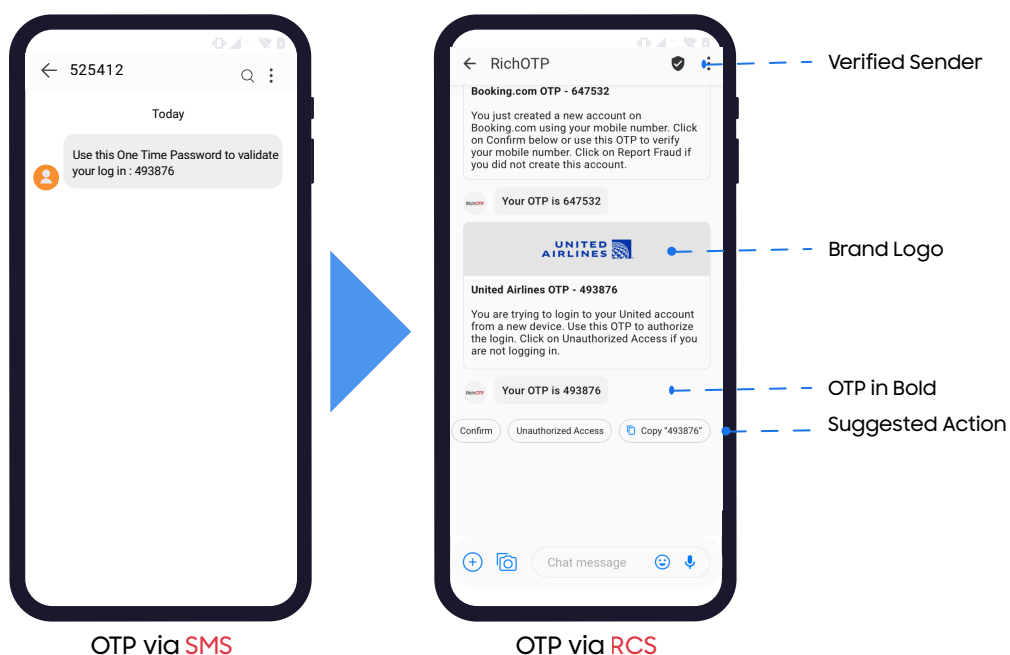 525412
Today
Use this One Time Password to validate
your log in : 493876
OTP via SMS
RichOTP
Booking.com OTP - 647532
You just created a new account on
Booking.com using your mobile number. Click
on Confirm below or use this OTP to verify
your mobile number. Click on Report Fraud if
you did not create this account.
RichOTP
Your OTP is 647532
UNITED
AIRLINES
United Airlines OTP - 493876
You are trying to login to your United account
from a new device. Use this OTP to authorize
the login. Click on Unauthorized Access if you
are not logging in.
RichOTP
Your OTP is 493876
Confirm
Unauthorized Access
Copy "493876"
Chat message
OTP via RCS
Verified Sender
Brand Logo
OTP in Bold
Suggested Action